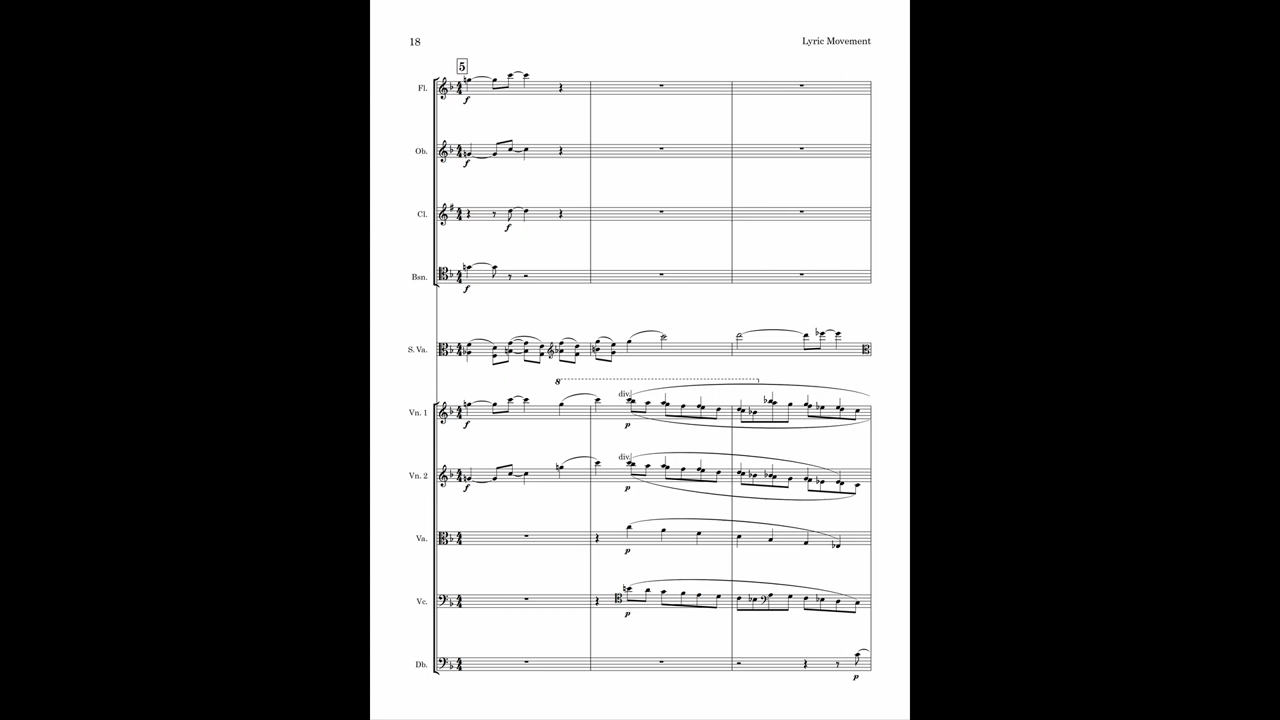 18
Lyric Movement
5
Fl.
f
Ob.
f
Cl.
f
Bsn.
f
S. Va.
8
div.
Vn. 1
f
p
div.
Vn. 2
f
p
Va.
p
Vc.
p
Db.
p